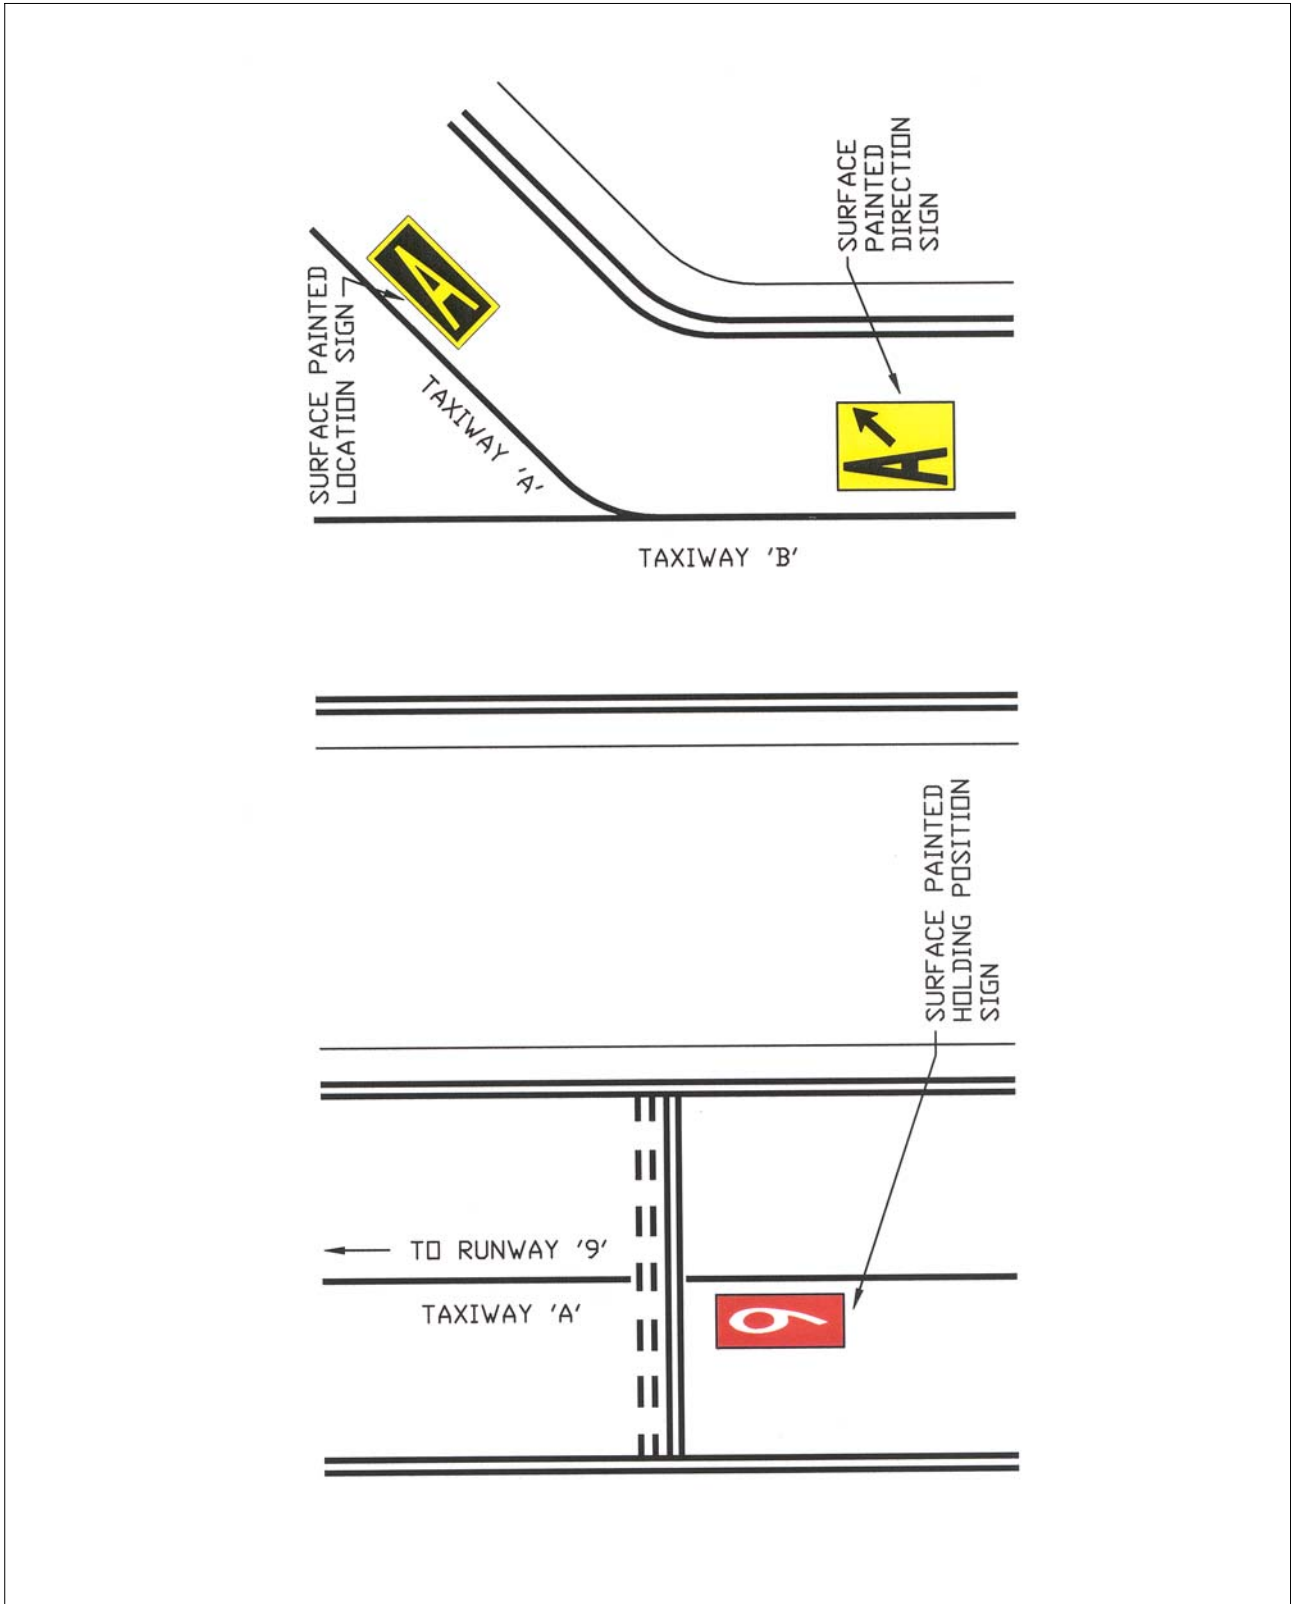 SURFACE
PAINTED
DIRECTION
SIGN
SURFACE PAINTED
LOCATION SIGN
A
TAXIWAY 'A'
A
TAXIWAY 'B'
SURFACE PAINTED
HOLDING POSITION
SIGN
TO RUNWAY '9'
TAXIWAY 'A'
9